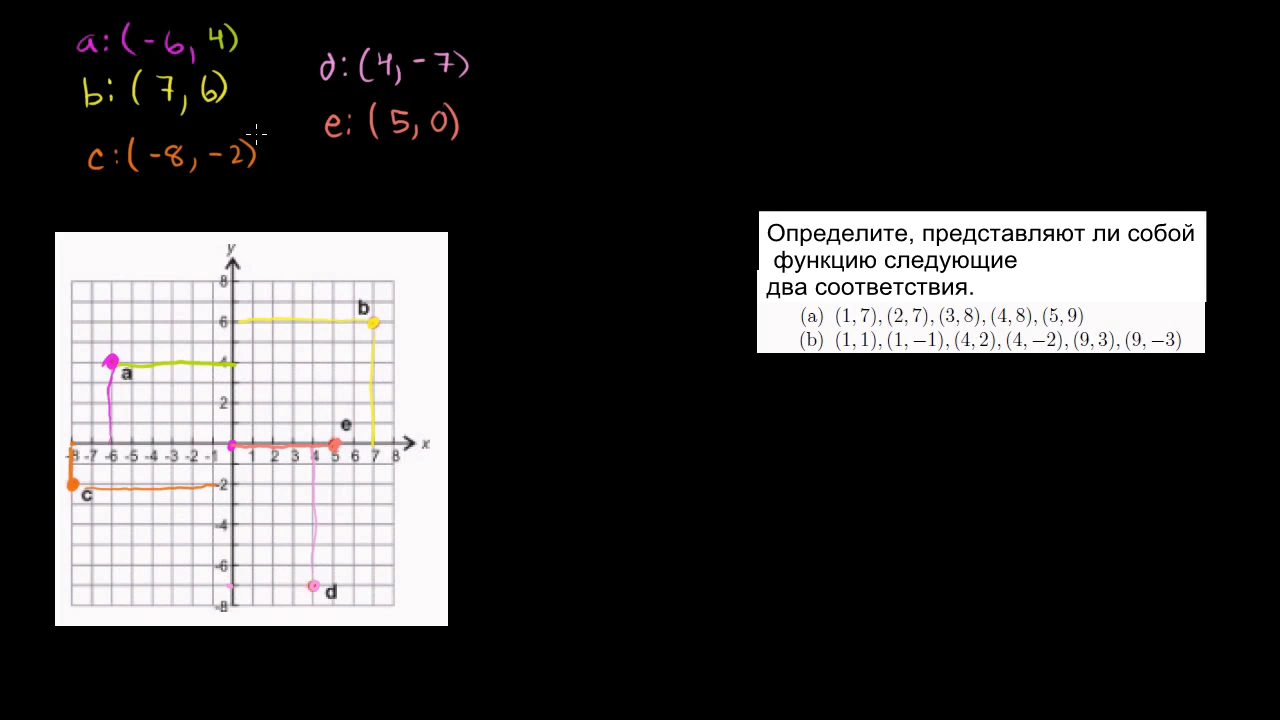 a: (-6, 4)
b: (7, 6)
c: (-8, -2)
d: (4, -7)
e: (5, 0)
y
8
6
4
2
-8 -7 -6 -5 -4 -3 -2 -1 1 2 3 4 5 6 7 8 x
-2
-4
-6
-8
b
a
e
c
d
Определите, представляют ли собой
функцию следующие
два соответствия.
(a) (1, 7), (2, 7), (3, 8), (4, 8), (5, 9)
(b) (1, 1), (1, −1), (4, 2), (4, −2), (9, 3), (9, −3)